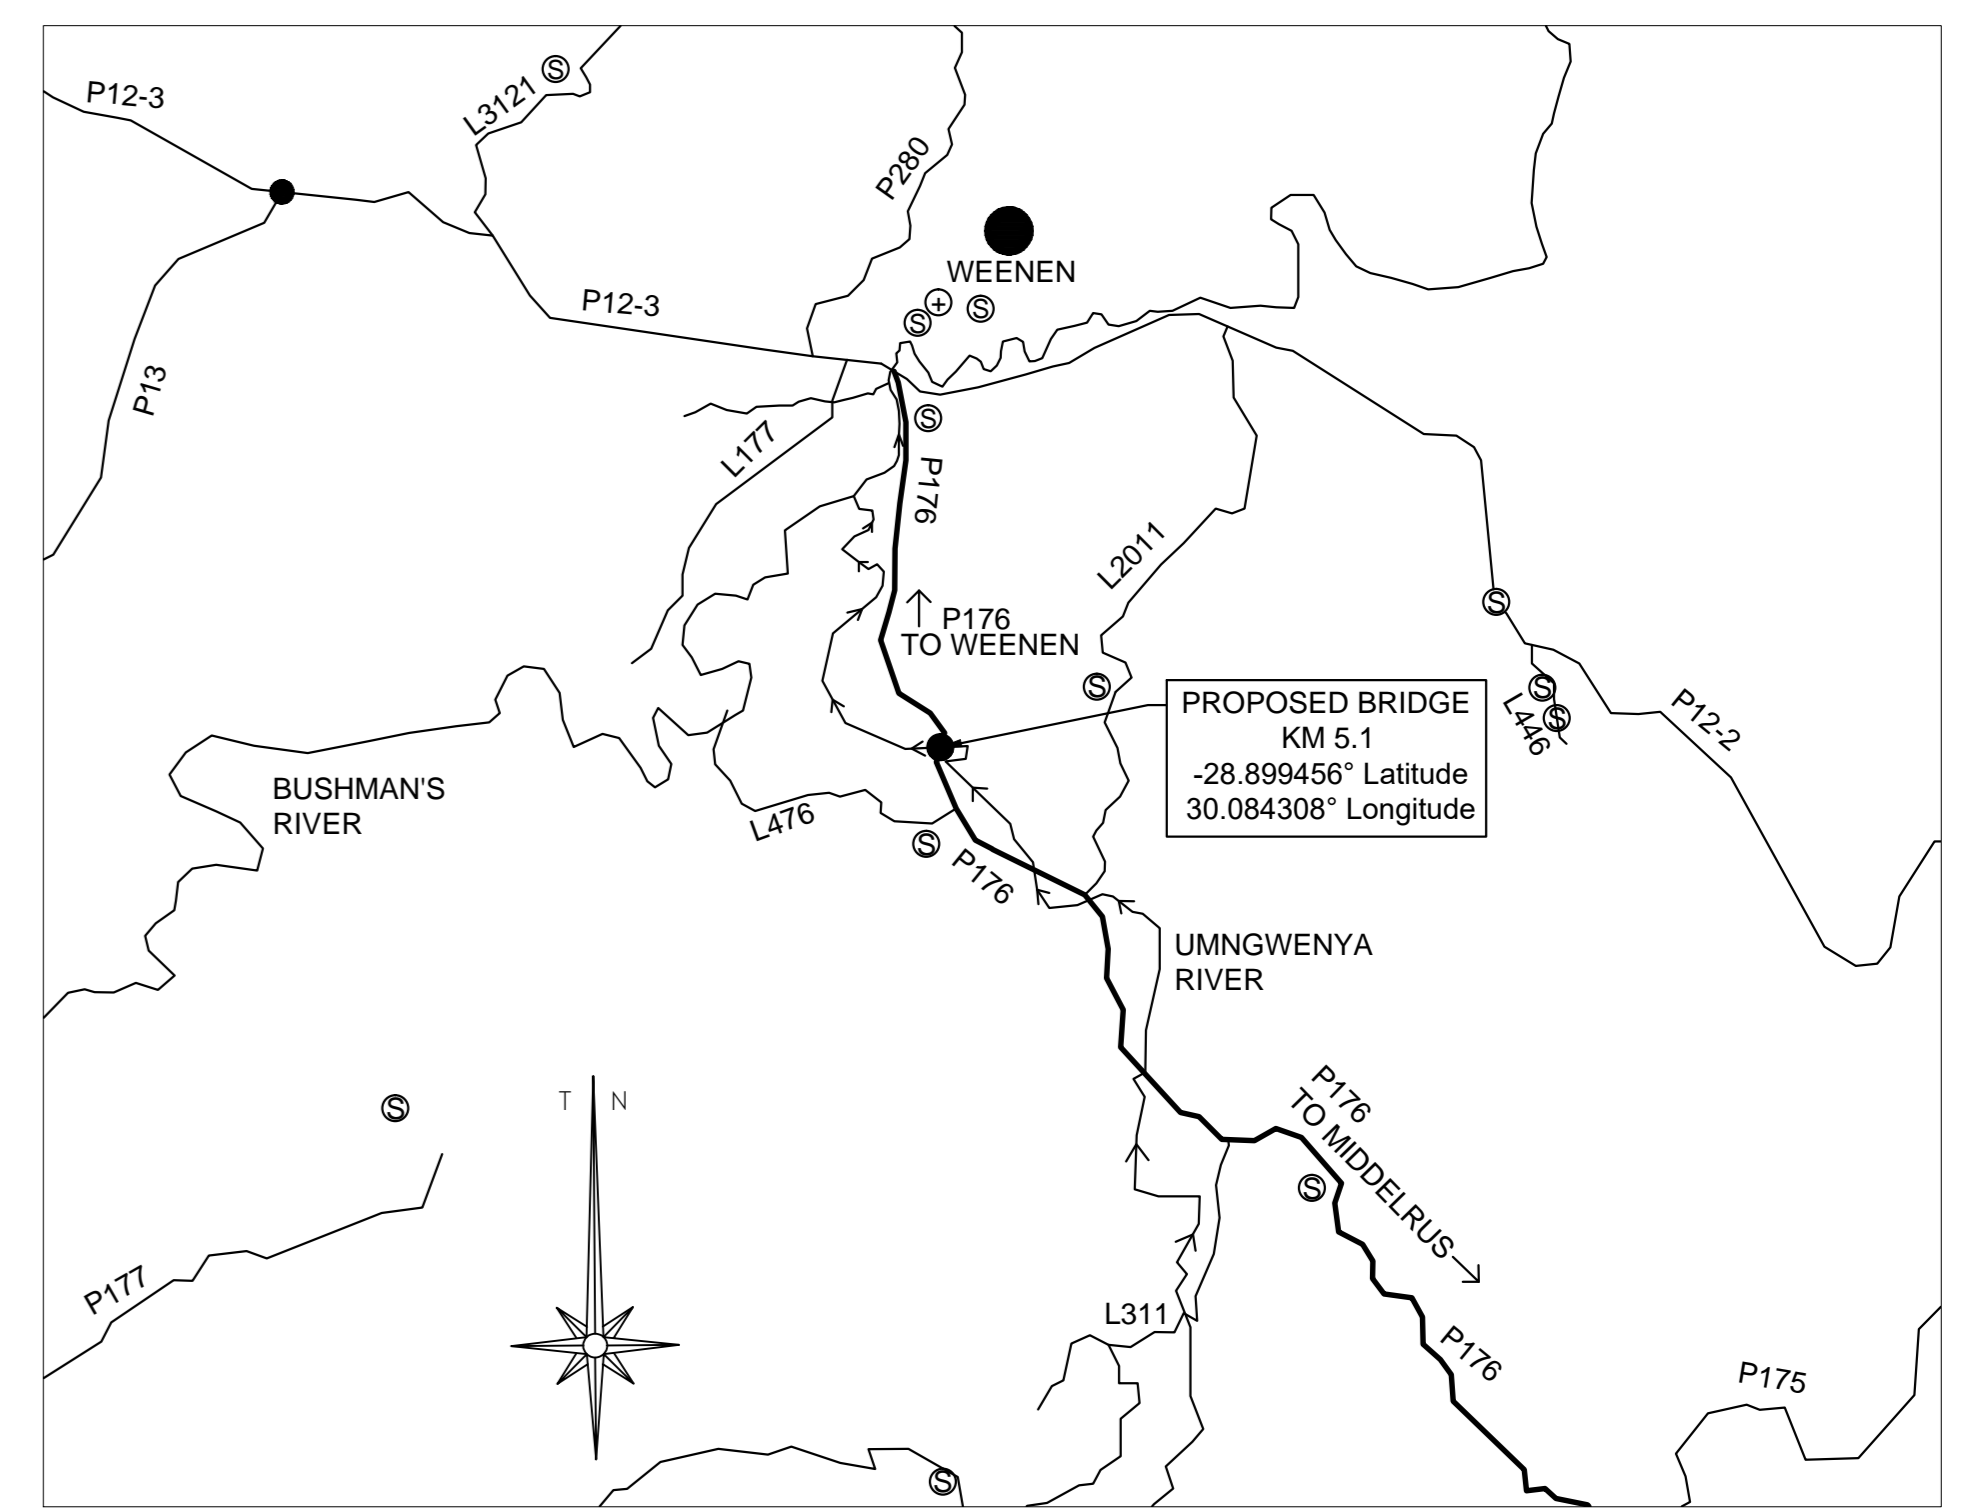 P12-3
L3121
S
P280
WEENEN
S
+
S
P12-3
P13
L177
S
P176
L2011
P176
TO WEENEN
S
S
PROPOSED BRIDGE
KM 5.1
-28.899456° Latitude
30.084308° Longitude
S
S
L446
P12-2
BUSHMAN'S
RIVER
L476
S
P176
UMNGWENYA
RIVER
S
T N
P176
TO MIDDELRUS
S
P177
L311
P176
P175
S